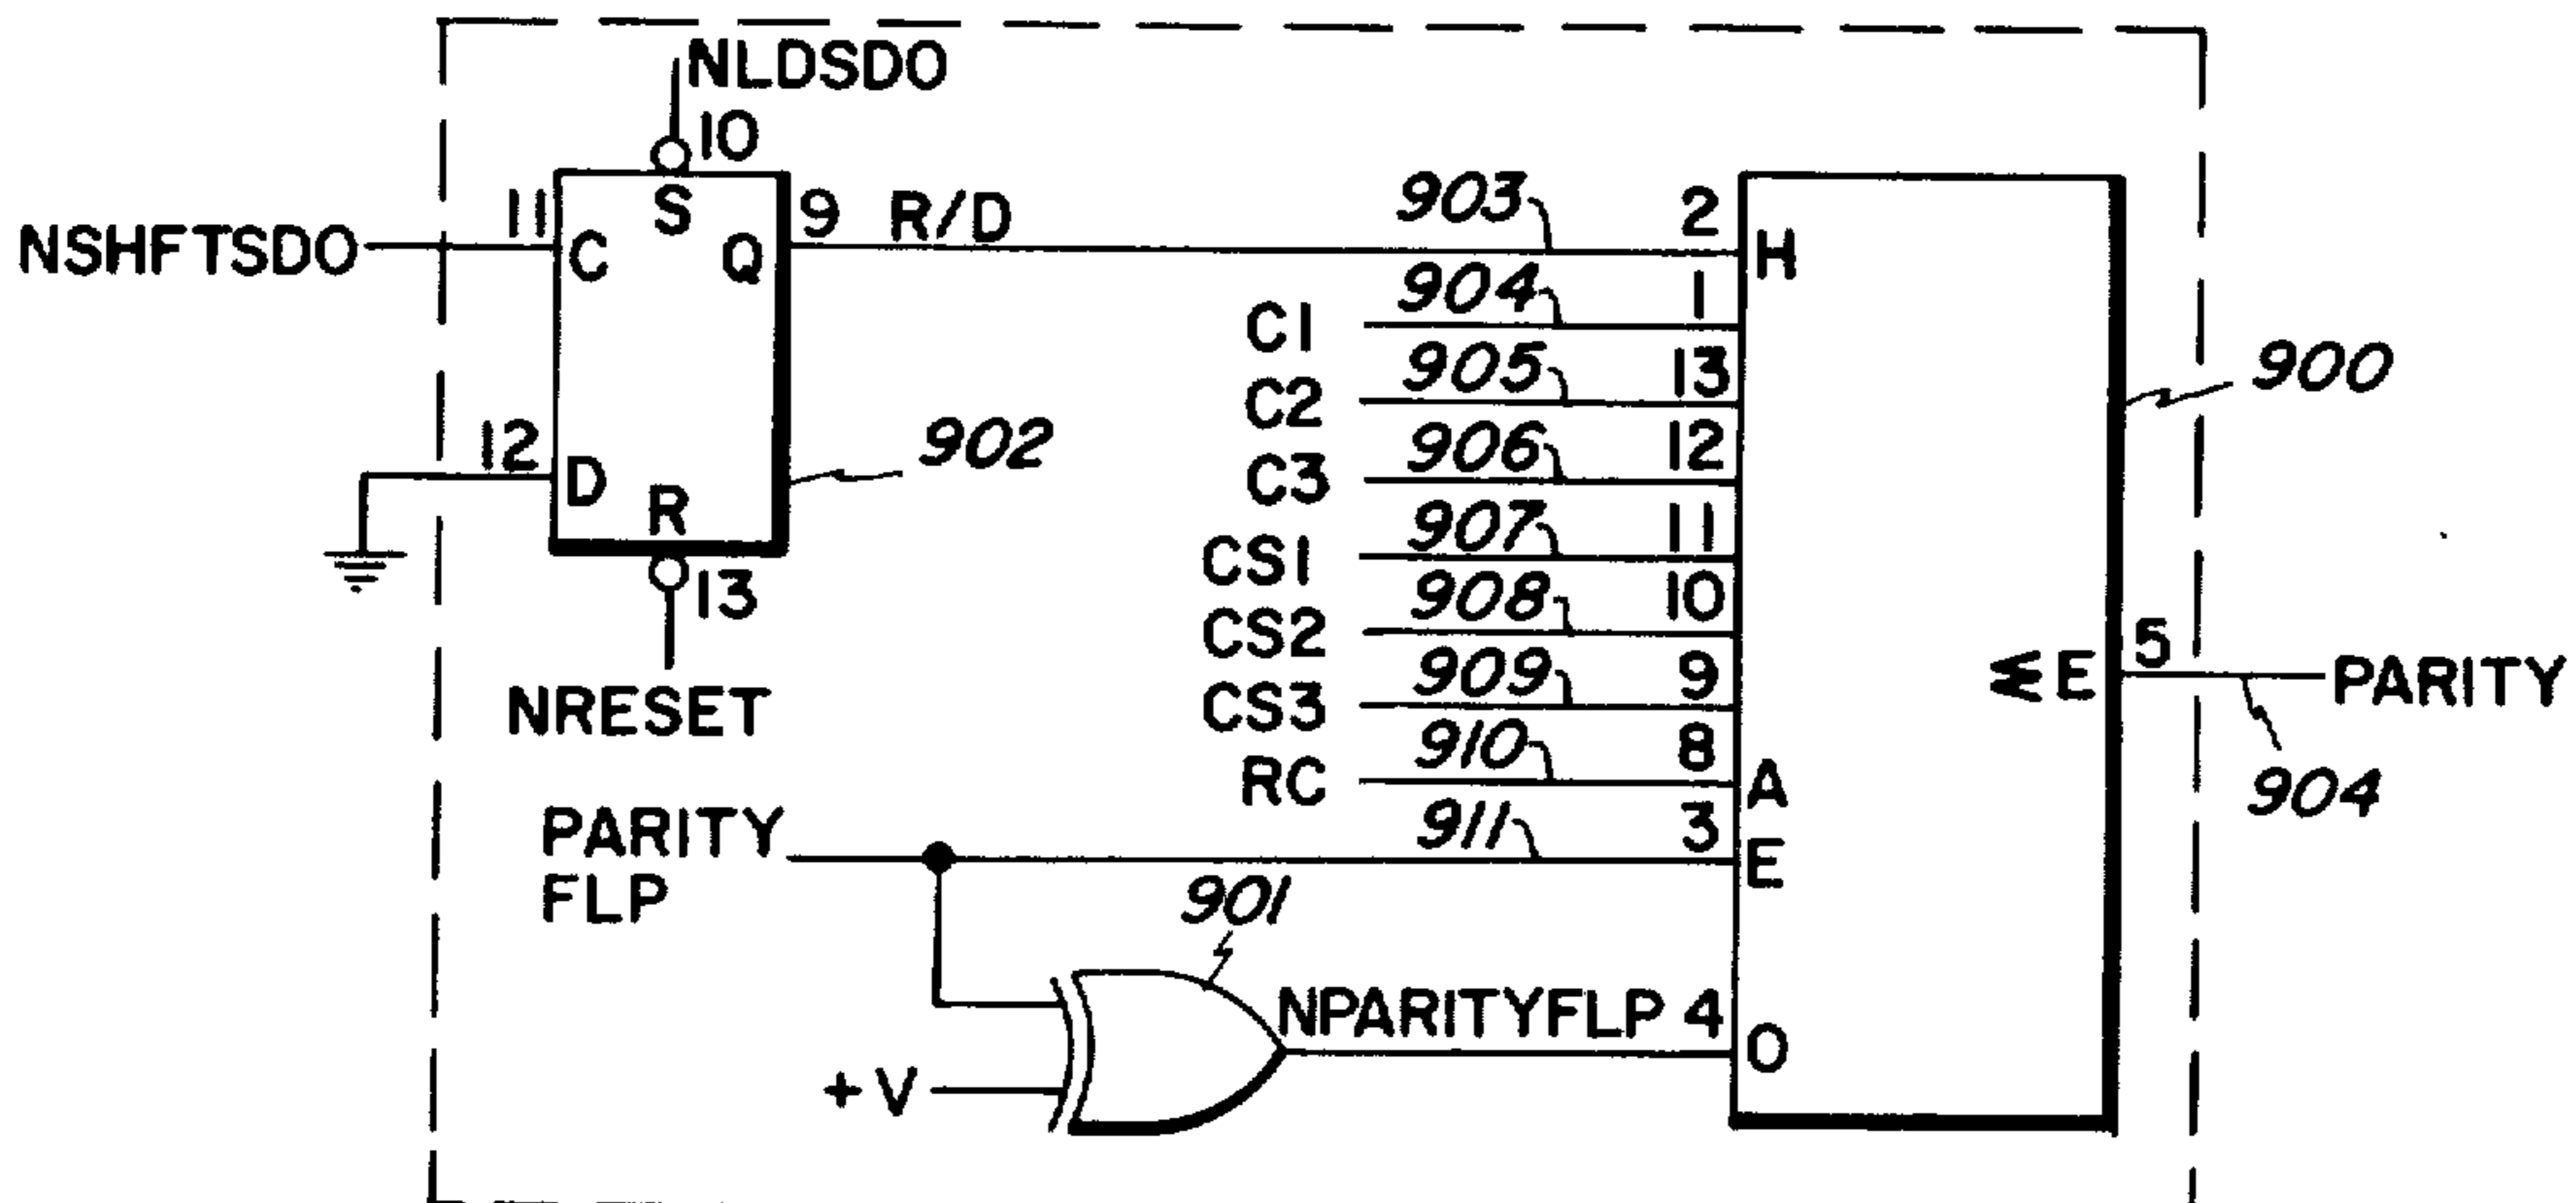 NLDSDO
10
S
NSHFTSDO
11
C
Q
9
R/D
903
2
H
C1
904
1
C2
905
13
C3
906
12
900
12
D
R
902
CS1
907
11
CS2
908
10
13
NRESET
CS3
909
9
E
5
PARITY
904
RC
910
8
A
PARITY
FLP
911
3
E
901
NPARITYFLP
4
O
+V